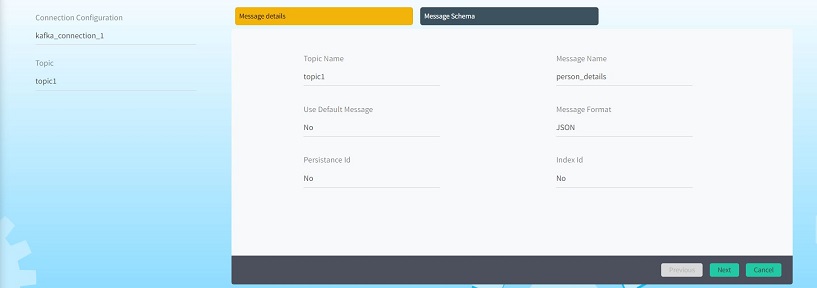 Connection Configuration
kafka_connection_1
Topic
topic1
Message details
Message Schema
Topic Name
Message Name
topic1
person_details
Use Default Message
Message Format
No
JSON
Persistance Id
Index Id
No
No
Previous
Next
Cancel